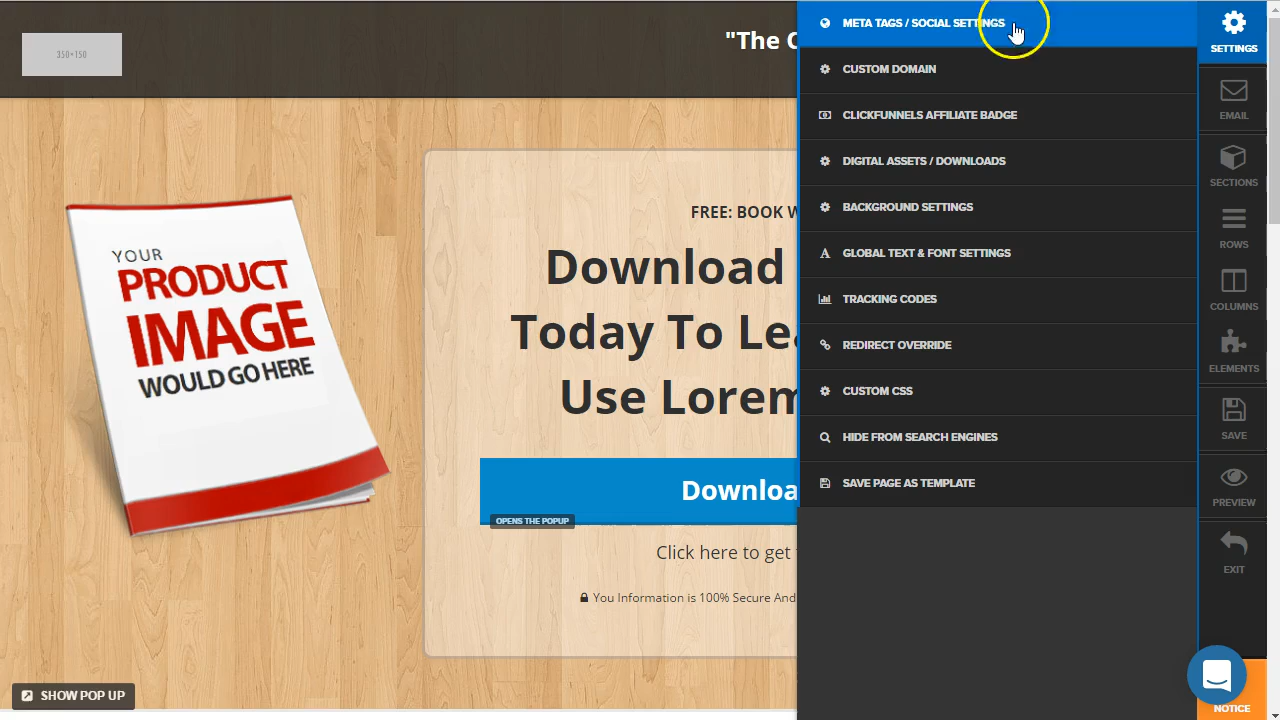 350×150
"The C
YOUR
PRODUCT
IMAGE
WOULD GO HERE
FREE: BOOK W
Download
Today To Lea
Use Lorem
Downloa
OPENS THE POPUP
Click here to get
You Information is 100% Secure And
SHOW POP UP
META TAGS / SOCIAL SETTINGS
CUSTOM DOMAIN
CLICKFUNNELS AFFILIATE BADGE
DIGITAL ASSETS / DOWNLOADS
BACKGROUND SETTINGS
GLOBAL TEXT & FONT SETTINGS
TRACKING CODES
REDIRECT OVERRIDE
CUSTOM CSS
HIDE FROM SEARCH ENGINES
SAVE PAGE AS TEMPLATE
SETTINGS
EMAIL
SECTIONS
ROWS
COLUMNS
ELEMENTS
SAVE
PREVIEW
EXIT
NOTICE